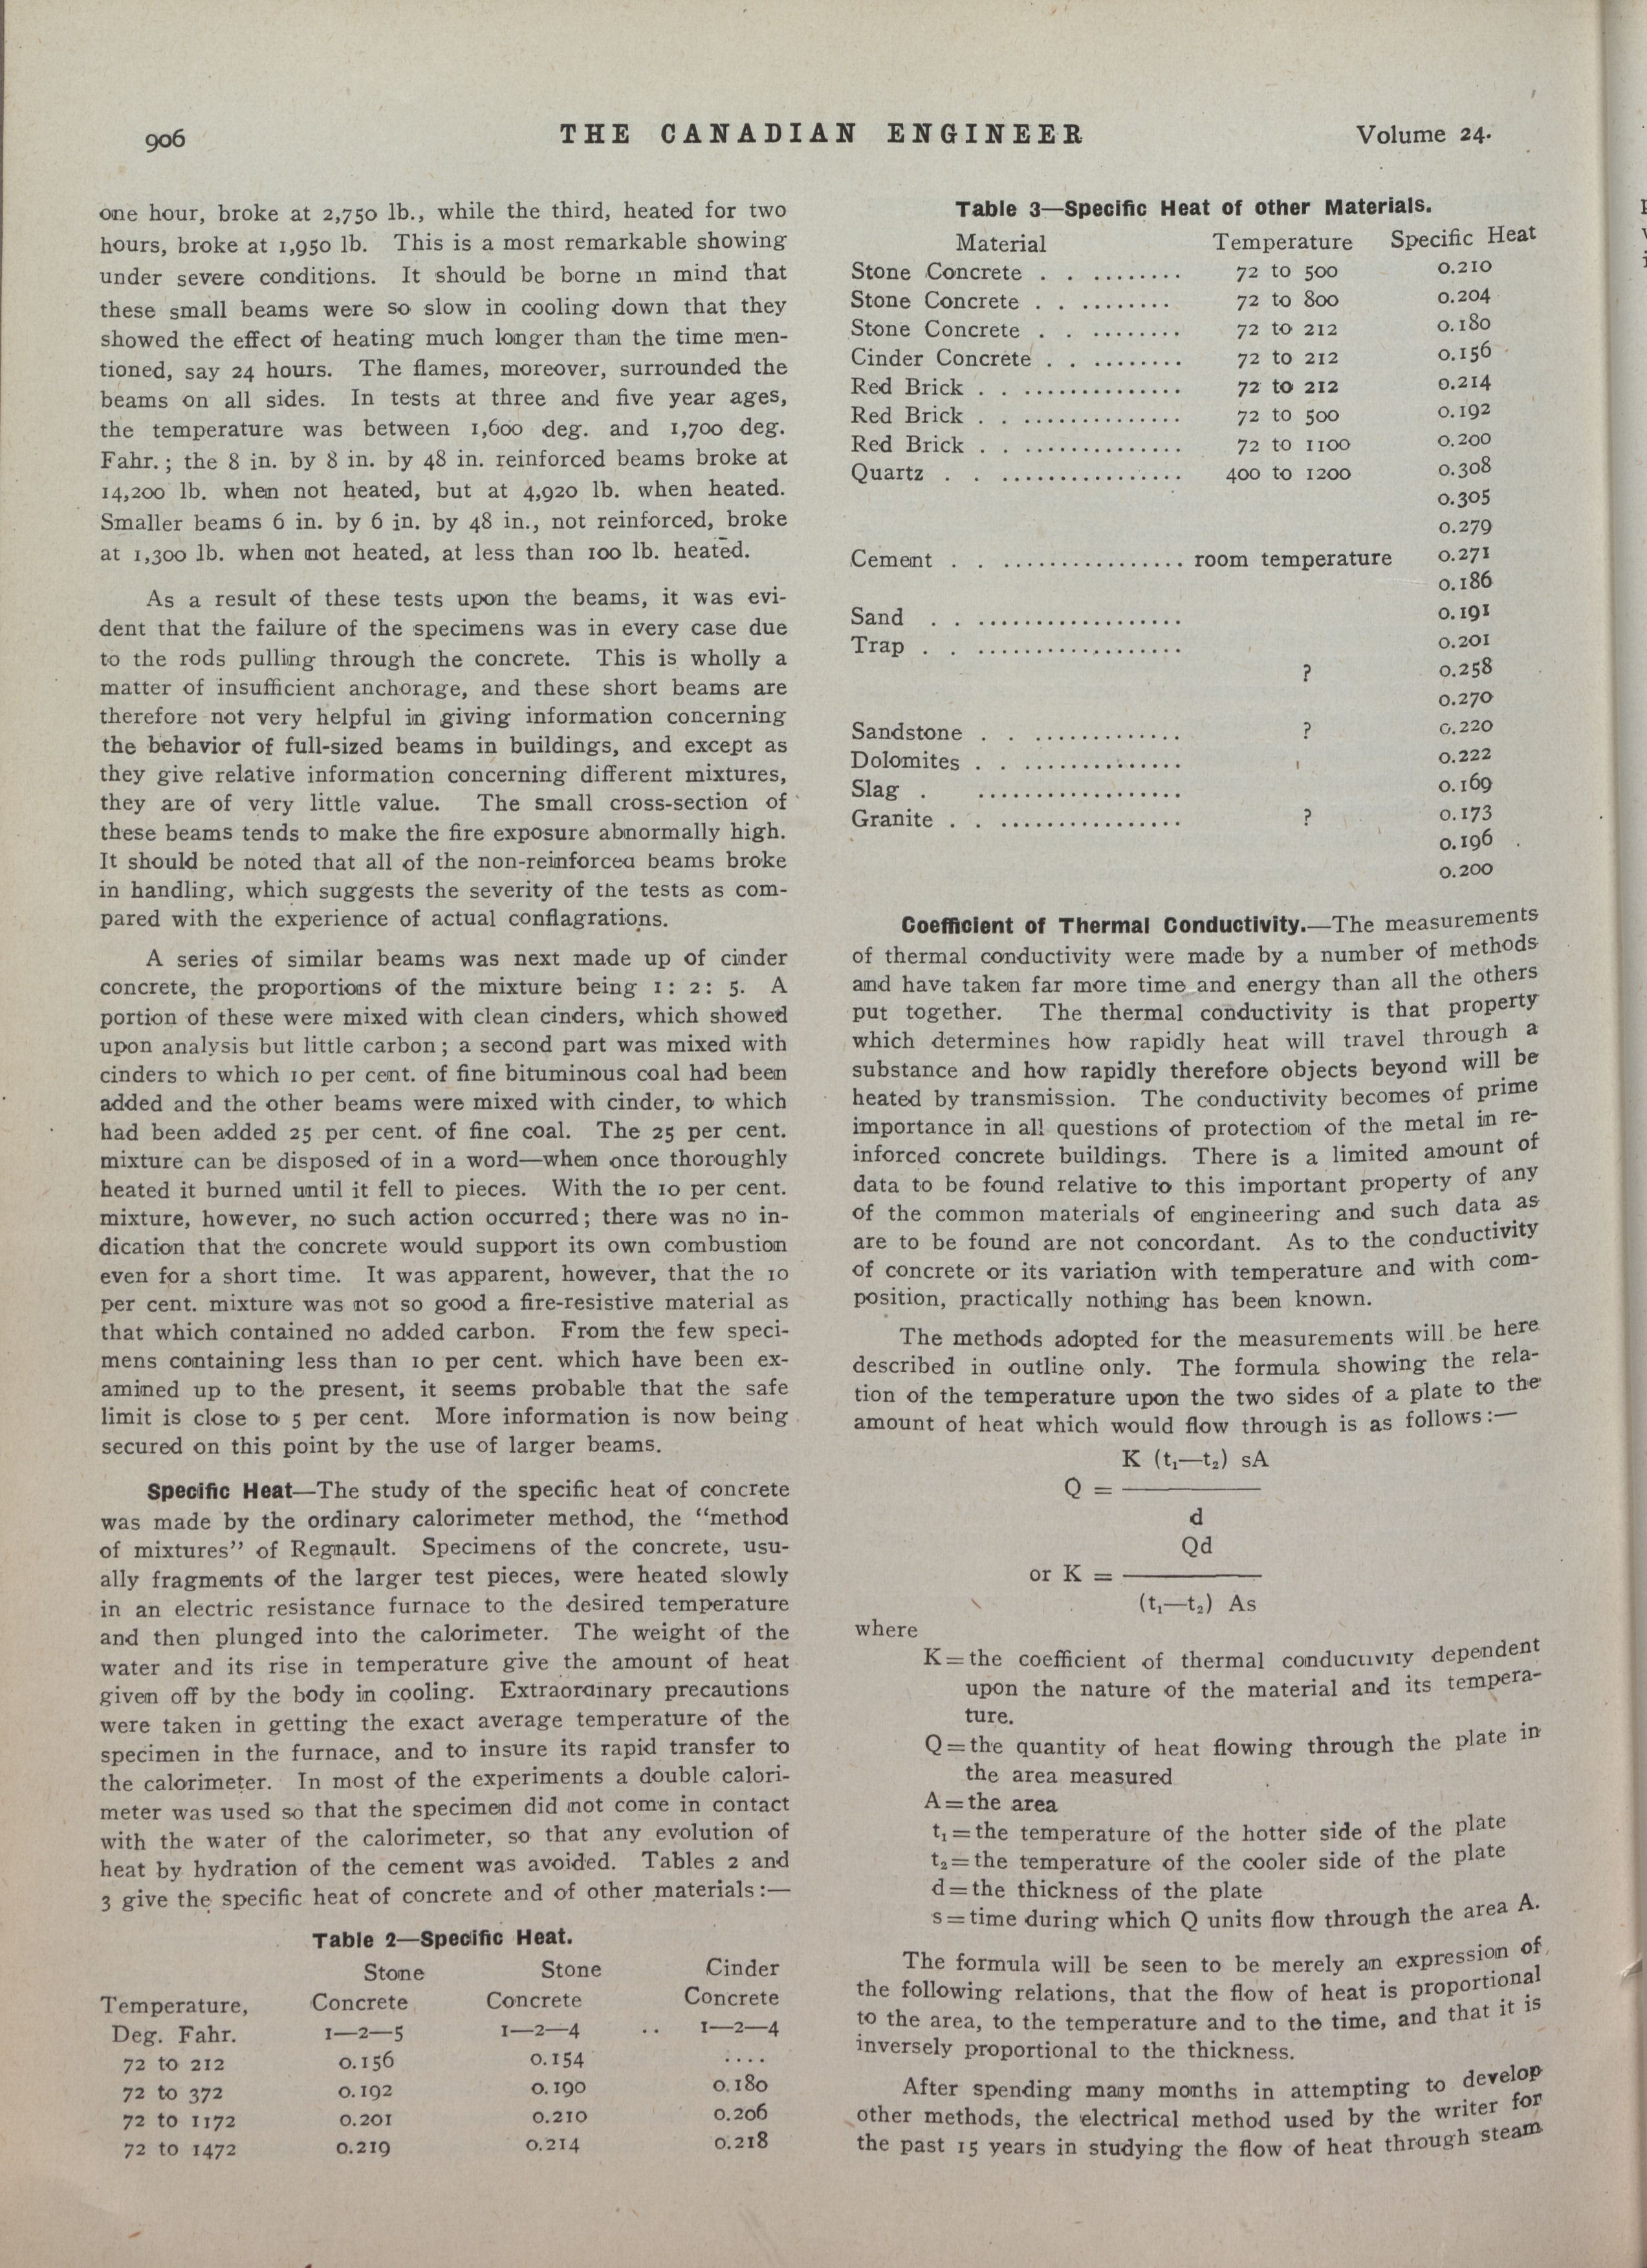 906
THE CANADIAN ENGINEER
Volume 24.
one hour, broke at 2,750 lb., while the third, heated for two
hours, broke at 1,950 lb. This is a most remarkable showing
under severe conditions. It should be borne in mind that
these small beams were so slow in cooling down that they
showed the effect of heating much longer than the time men-
tioned, say 24 hours. The flames, moreover, surrounded the
beams on all sides. In tests at three and five year ages,
the temperature was between 1,600 deg. and 1,700 deg.
Fahr.; the 8 in. by 8 in. by 48 in. reinforced beams broke at
14,200 lb. when not heated, but at 4,920 lb. when heated.
Smaller beams 6 in. by 6 in. by 48 in., not reinforced, broke
at 1,300 lb. when not heated, at less than 100 lb. heated.
As a result of these tests upon the beams, it was evi-
dent that the failure of the specimens was in every case due
to the rods pulling through the concrete. This is wholly a
matter of insufficient anchorage, and these short beams are
therefore not very helpful in giving information concerning
the behavior of full-sized beams in buildings, and except as
they give relative information concerning different mixtures,
they are of very little value. The small cross-section of
these beams tends to make the fire exposure abnormally high.
It should be noted that all of the non-reinforced beams broke
in handling, which suggests the severity of the tests as com-
pared with the experience of actual conflagrations.
A series of similar beams was next made up of cinder
concrete, the proportions of the mixture being 1: 2: 5. A
portion of these were mixed with clean cinders, which showed
upon analysis but little carbon; a second part was mixed with
cinders to which 10 per cent. of fine bituminous coal had been
added and the other beams were mixed with cinder, to which
had been added 25 per cent. of fine coal. The 25 per cent.
mixture can be disposed of in a word—when once thoroughly
heated it burned until it fell to pieces. With the 10 per cent.
mixture, however, no such action occurred; there was no in-
dication that the concrete would support its own combustion
even for a short time. It was apparent, however, that the 10
per cent. mixture was not so good a fire-resistive material as
that which contained no added carbon. From the few speci-
mens containing less than 10 per cent. which have been ex-
amined up to the present, it seems probable that the safe
limit is close to 5 per cent. More information is now being
secured on this point by the use of larger beams.
Specific Heat—The study of the specific heat of concrete
was made by the ordinary calorimeter method, the "method
of mixtures" of Regnault. Specimens of the concrete, usu-
ally fragments of the larger test pieces, were heated slowly
in an electric resistance furnace to the desired temperature
and then plunged into the calorimeter. The weight of the
water and its rise in temperature give the amount of heat
given off by the body in cooling. Extraordinary precautions
were taken in getting the exact average temperature of the
specimen in the furnace, and to insure its rapid transfer to
the calorimeter. In most of the experiments a double calori-
meter was used so that the specimen did not come in contact
with the water of the calorimeter, so that any evolution of
heat by hydration of the cement was avoided. Tables 2 and
3 give the specific heat of concrete and of other materials:—
Table 2—Specific Heat.
Stone Stone Cinder
Temperature, Concrete Concrete Concrete
Deg. Fahr. 1—2—5 1—2—4 .. 1—2—4
72 to 212 0.156 0.154 ....
72 to 372 0.192 0.190 0.180
72 to 1172 0.201 0.210 0.206
72 to 1472 0.219 0.214 0.218
Table 3—Specific Heat of other Materials.
Material Temperature Specific Heat
Stone Concrete . . ........ 72 to 500 0.210
Stone Concrete . . ........ 72 to 800 0.204
Stone Concrete . . ........ 72 to 212 0.180
Cinder Concrete . . ........ 72 to 212 0.156
Red Brick . . .............. 72 to 212 0.214
Red Brick . . .............. 72 to 500 0.192
Red Brick . . .............. 72 to 1100 0.200
Quartz . . ................ 400 to 1200 0.308
0.305
0.279
Cement . . ................ room temperature 0.271
0.186
Sand . . .................. 0.191
Trap . . .................. 0.201
? 0.258
0.270
Sandstone . . ............. ? 0.220
Dolomites . . ............. 0.222
Slag . .................. 0.169
Granite . . ................ ? 0.173
0.196
0.200
Coefficient of Thermal Conductivity.—The measurements
of thermal conductivity were made by a number of methods
and have taken far more time and energy than all the others
put together. The thermal conductivity is that property
which determines how rapidly heat will travel through a
substance and how rapidly therefore objects beyond will be
heated by transmission. The conductivity becomes of prime
importance in all questions of protection of the metal in re-
inforced concrete buildings. There is a limited amount of
data to be found relative to this important property of any
of the common materials of engineering and such data as
are to be found are not concordant. As to the conductivity
of concrete or its variation with temperature and with com-
position, practically nothing has been known.
The methods adopted for the measurements will be here
described in outline only. The formula showing the rela-
tion of the temperature upon the two sides of a plate to the
amount of heat which would flow through is as follows:—
K (t₁—t₂) sA
Q = ————
d
Qd
or K = ————
(t₁—t₂) As
where
K=the coefficient of thermal conductivity dependent
upon the nature of the material and its tempera-
ture.
Q=the quantity of heat flowing through the plate in
the area measured
A=the area
t₁=the temperature of the hotter side of the plate
t₂=the temperature of the cooler side of the plate
d=the thickness of the plate
s=time during which Q units flow through the area A.
The formula will be seen to be merely an expression of
the following relations, that the flow of heat is proportional
to the area, to the temperature and to the time, and that it is
inversely proportional to the thickness.
After spending many months in attempting to develop
other methods, the electrical method used by the writer for
the past 15 years in studying the flow of heat through steam